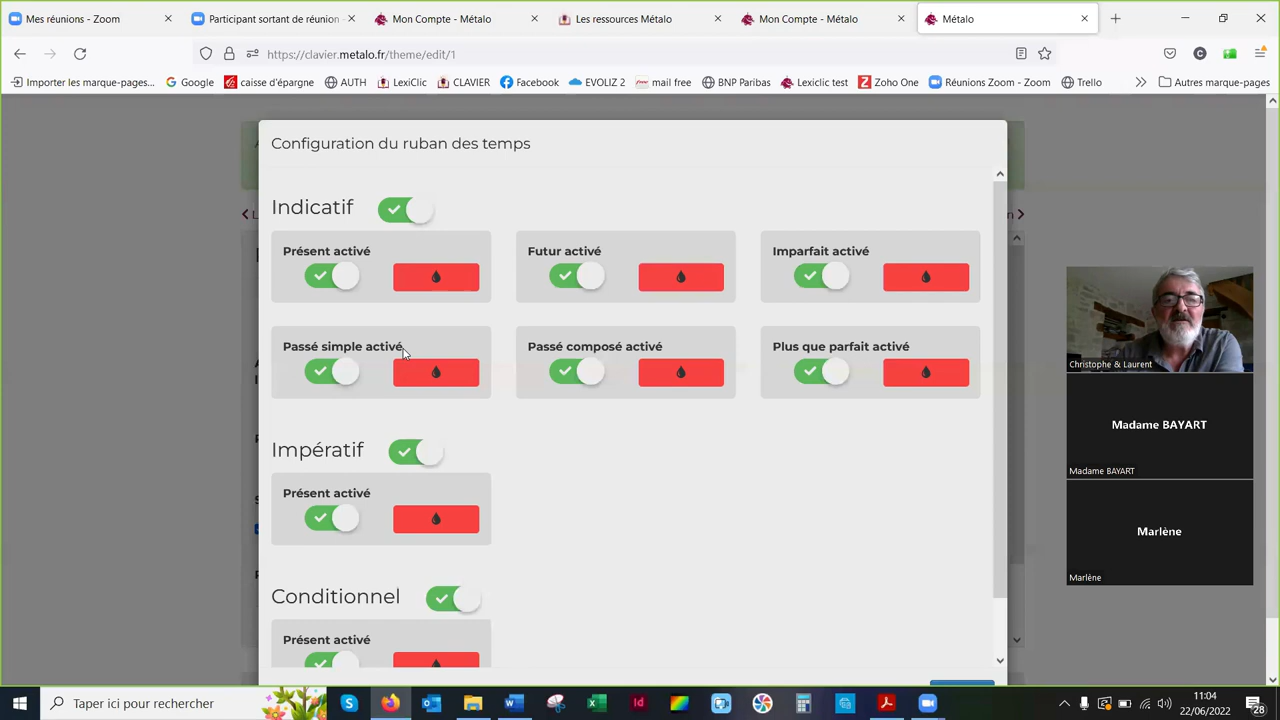 Mes réunions - Zoom
Participant sortant de réunion -
Mon Compte - Métalo
Les ressources Métalo
Mon Compte - Métalo
Métalo
https://clavier.metalo.fr/theme/edit/1
Importer les marque-pages...
Google
caisse d'épargne
AUTH
LexiClic
CLAVIER
Facebook
EVOLIZ 2
mail free
BNP Paribas
Lexiclic test
Zoho One
Réunions Zoom - Zoom
Trello
Autres marque-pages
Configuration du ruban des temps
Indicatif
Présent activé
Futur activé
Imparfait activé
Passé simple activé
Passé composé activé
Plus que parfait activé
Impératif
Présent activé
Conditionnel
Présent activé
Christophe & Laurent
Madame BAYART
Madame BAYART
Marlène
Marlène
Taper ici pour rechercher
11:04
22/06/2022
28